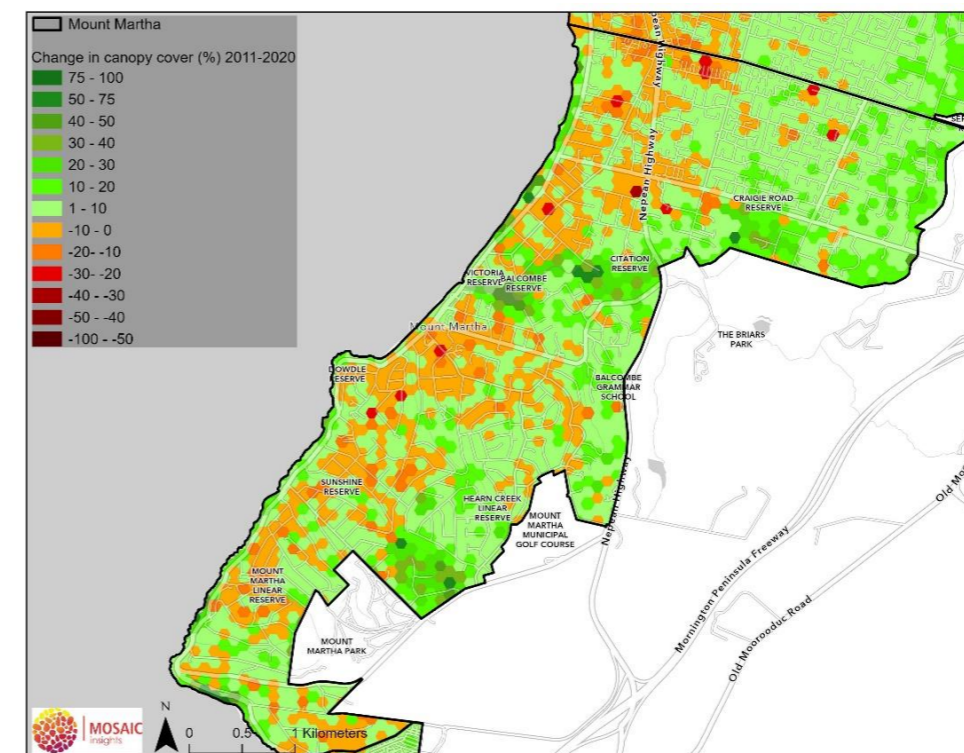 Mount Martha
Change in canopy cover (%) 2011-2020
75 - 100
50 - 75
40 - 50
30 - 40
20 - 30
10 - 20
1 - 10
-10 - 0
-20- -10
-30 - -20
-40 - -30
-50 - -40
-100 - -50
Nepean Highway
Nepean Highway
CRAIGIE ROAD
RESERVE
CITATION
RESERVE
VICTORIA
RESERVE
BALCOMBE
RESERVE
Mount Martha
THE BRIARS
PARK
DOWDLE
RESERVE
BALCOMBE
GRAMMAR
SCHOOL
SUNSHINE
RESERVE
HEARN CREEK
LINEAR
RESERVE
MOUNT
MARTHA
MUNICIPAL
GOLF COURSE
Nepean Highway
Mornington Peninsula Freeway
Old Moorooduc Road
MOUNT
MARTHA
LINEAR
RESERVE
MOUNT
MARTHA PARK
MOSAIC
insights
N
0 0.5 1 Kilometers